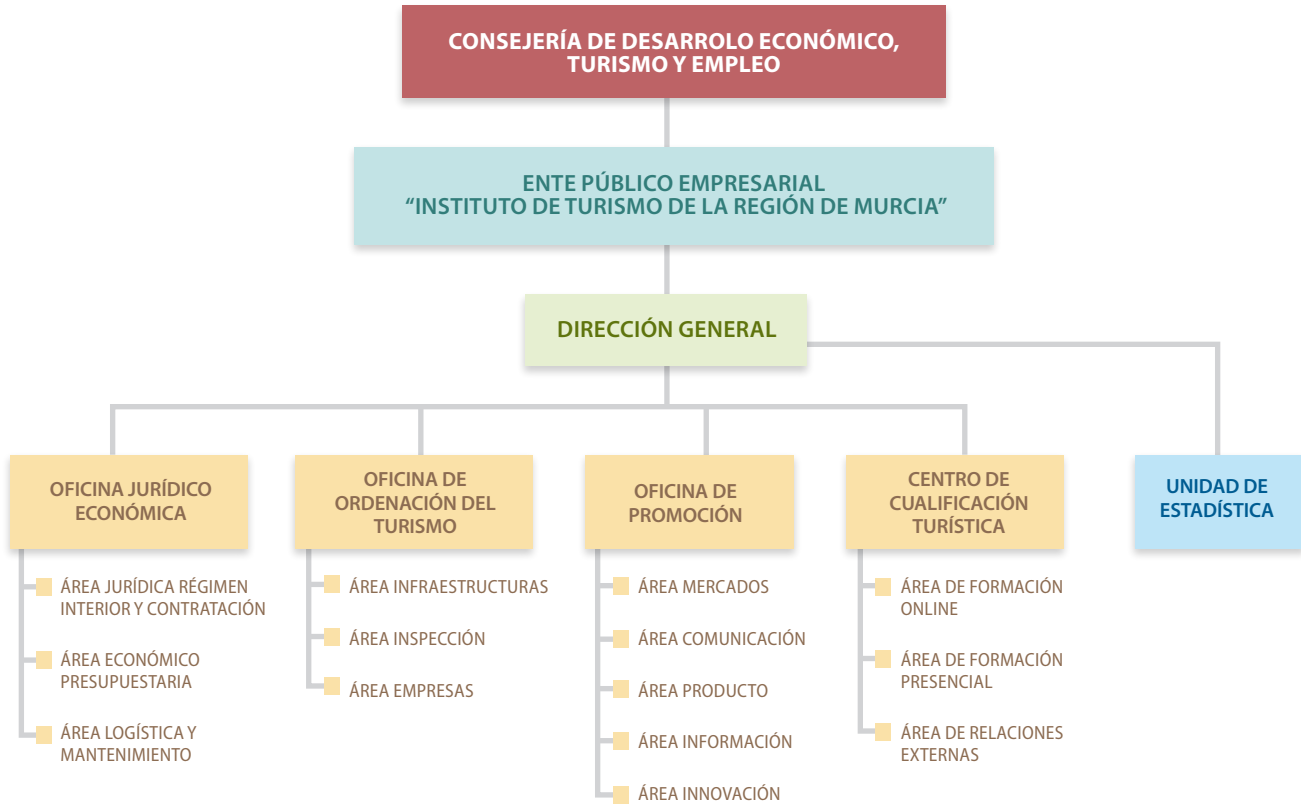 CONSEJERÍA DE DESARROLO ECONÓMICO,
TURISMO Y EMPLEO
ENTE PÚBLICO EMPRESARIAL
“INSTITUTO DE TURISMO DE LA REGIÓN DE MURCIA”
DIRECCIÓN GENERAL
OFICINA JURÍDICO
ECONÓMICA
ÁREA JURÍDICA RÉGIMEN
INTERIOR Y CONTRATACIÓN
ÁREA ECONÓMICO
PRESUPUESTARIA
ÁREA LOGÍSTICA Y
MANTENIMIENTO
OFICINA DE
ORDENACIÓN DEL
TURISMO
ÁREA INFRAESTRUCTURAS
ÁREA INSPECCIÓN
ÁREA EMPRESAS
OFICINA DE
PROMOCIÓN
ÁREA MERCADOS
ÁREA COMUNICACIÓN
ÁREA PRODUCTO
ÁREA INFORMACIÓN
ÁREA INNOVACIÓN
CENTRO DE
CUALIFICACIÓN
TURÍSTICA
ÁREA DE FORMACIÓN
ONLINE
ÁREA DE FORMACIÓN
PRESENCIAL
ÁREA DE RELACIONES
EXTERNAS
UNIDAD DE
ESTADÍSTICA